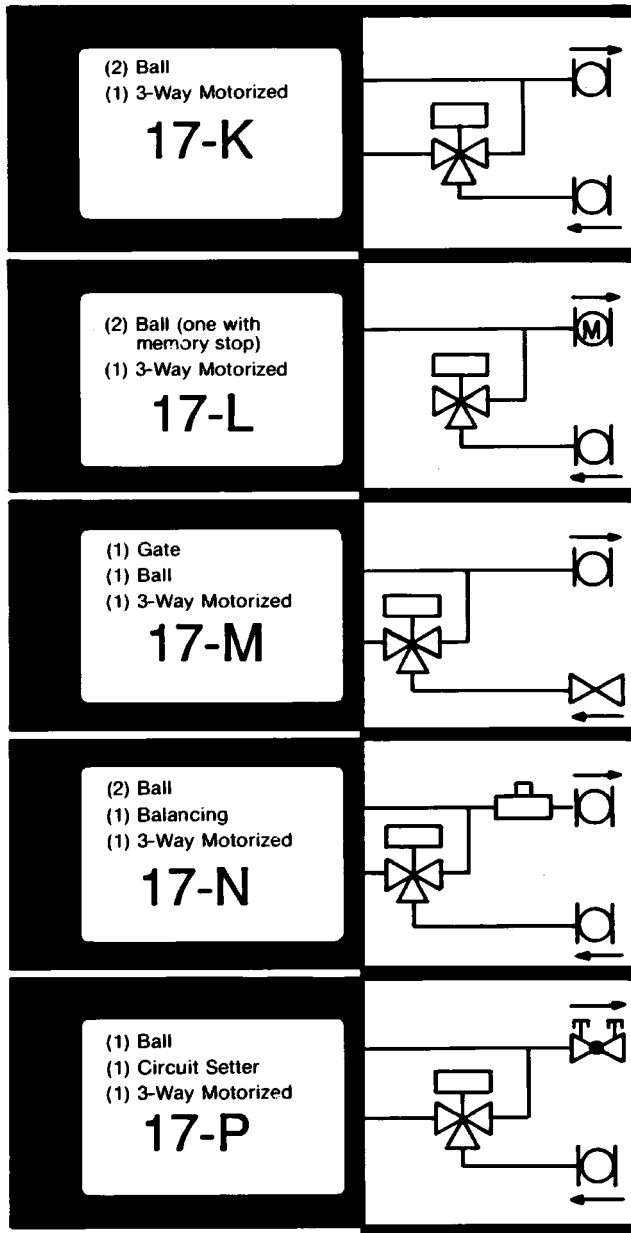 (2) Ball
(1) 3-Way Motorized
17-K
(2) Ball (one with
memory stop)
(1) 3-Way Motorized
17-L
M
(1) Gate
(1) Ball
(1) 3-Way Motorized
17-M
(2) Ball
(1) Balancing
(1) 3-Way Motorized
17-N
(1) Ball
(1) Circuit Setter
(1) 3-Way Motorized
17-P